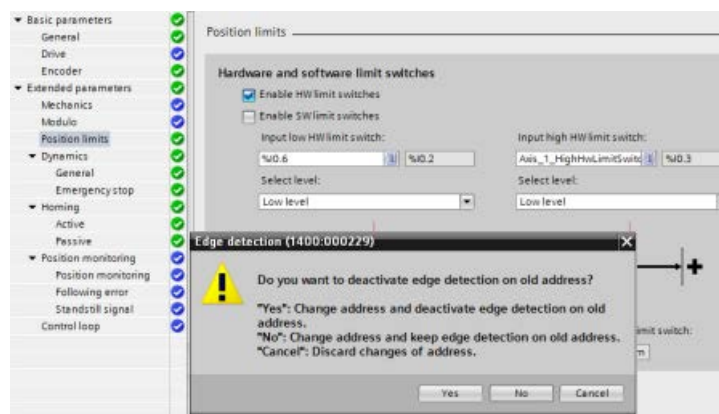 Basic parameters
General
Drive
Encoder
Extended parameters
Mechanics
Modulo
Position limits
Dynamics
General
Emergency stop
Homing
Active
Passive
Position monitoring
Position monitoring
Following error
Standstill signal
Control loop
Position limits
Hardware and software limit switches
Enable HW limit switches
Enable SW limit switches
Input low HW limit switch:
Input high HW limit switch:
%I0.6
%I0.2
Axis_1_HighHwLimitSwitc
%I0.3
Select level:
Select level:
Low level
Low level
Edge detection (1400:000229)
X
Do you want to deactivate edge detection on old address?
"Yes": Change address and deactivate edge detection on old
address.
"No": Change address and keep edge detection on old address.
"Cancel": Discard changes of address.
Yes
No
Cancel
+
imit switch:
m